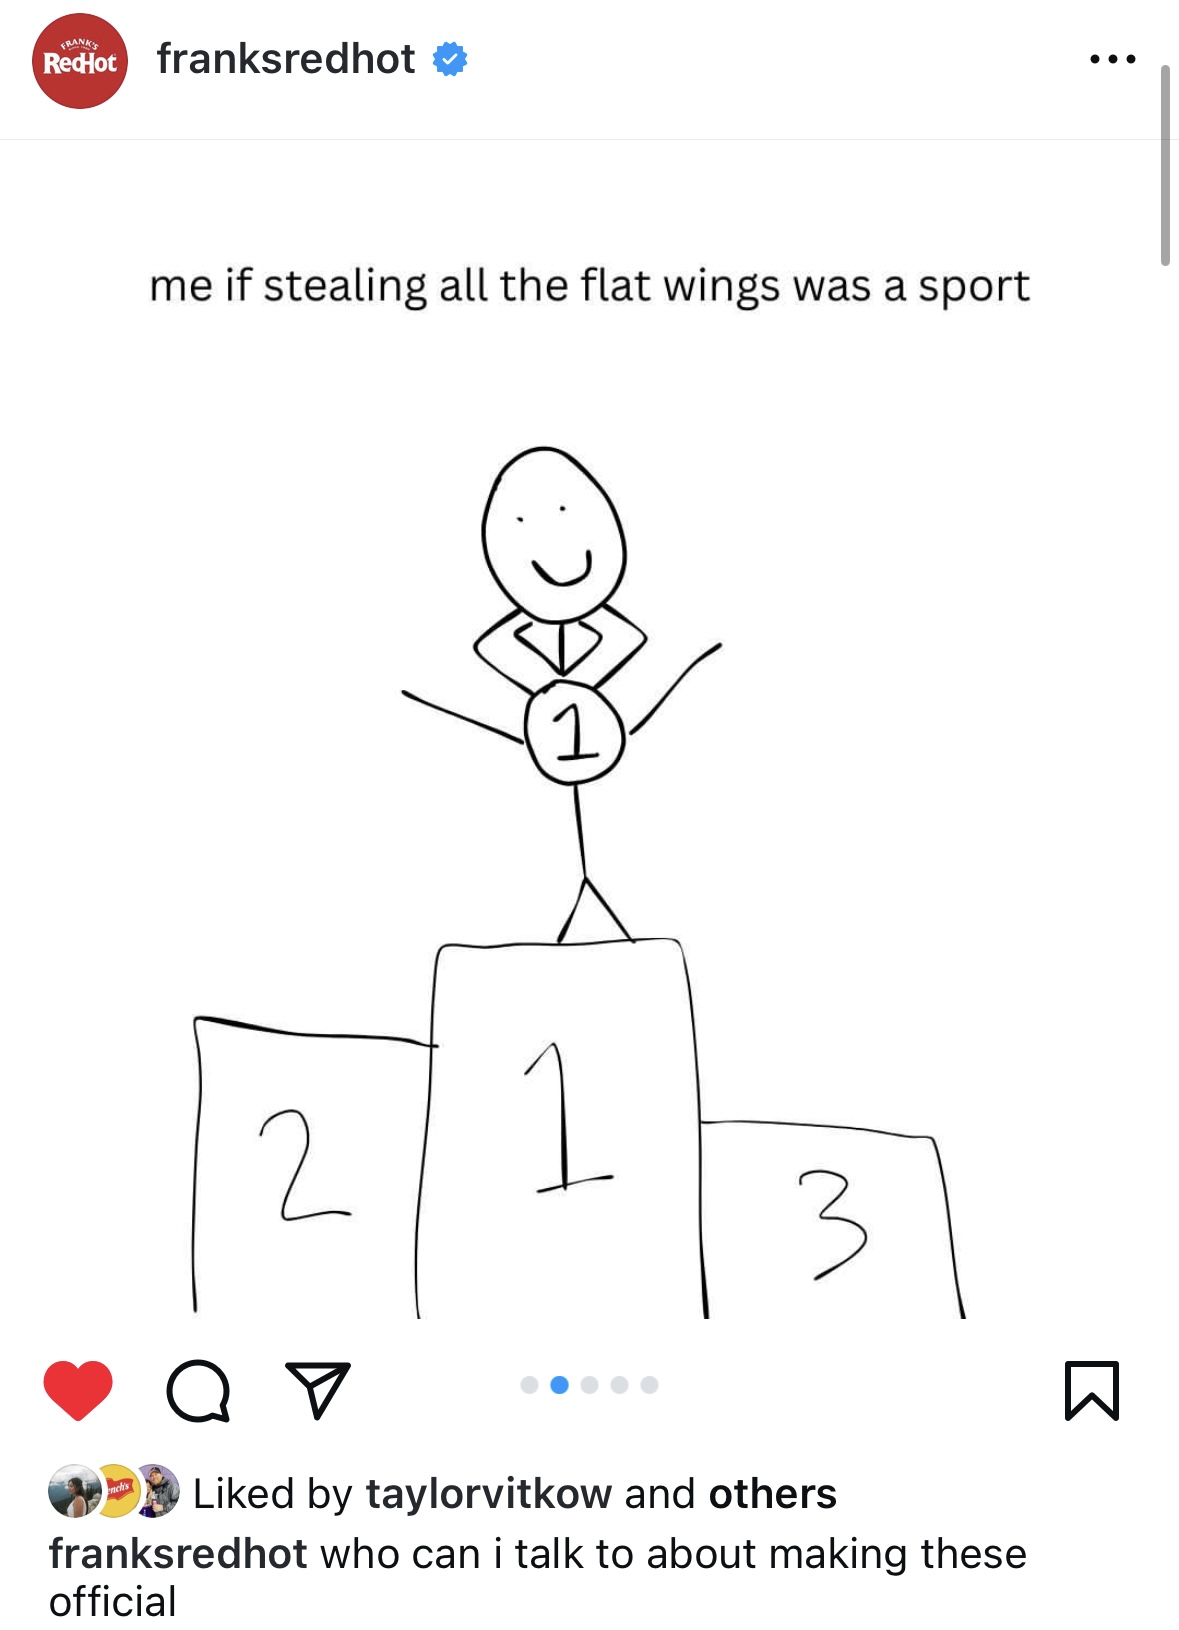 FRANK'S
RedHot
franksredhot
me if stealing all the flat wings was a sport
1
2
1
3
Liked by taylorvitkow and others
franksredhot who can i talk to about making these
official